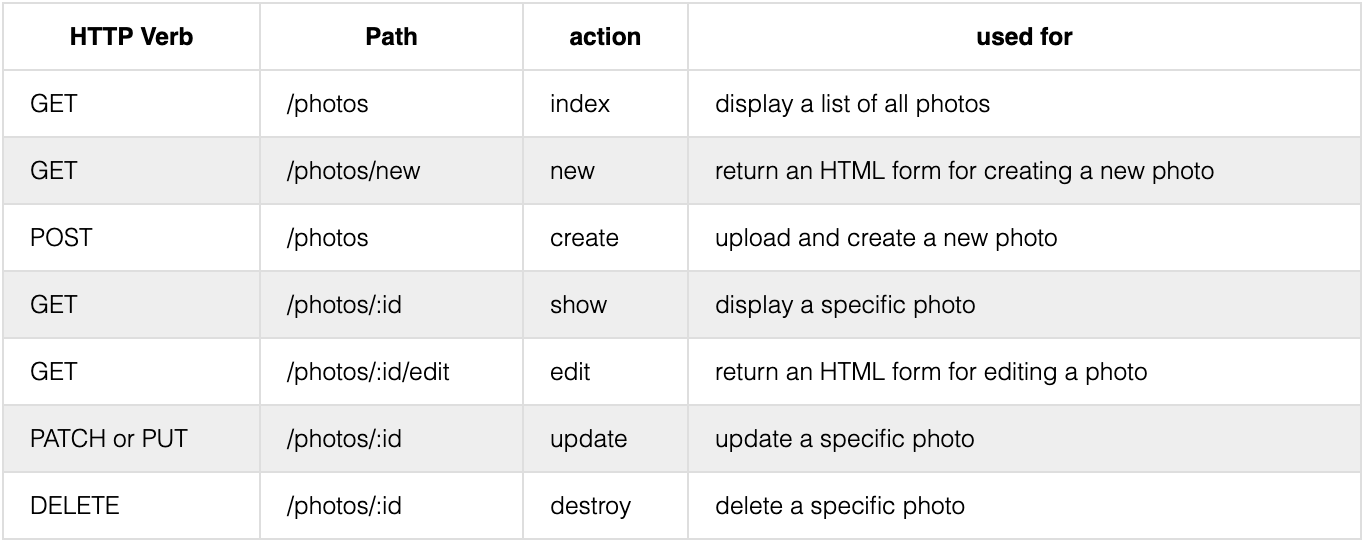 HTTP Verb Path action used for
GET /photos index display a list of all photos
GET /photos/new new return an HTML form for creating a new photo
POST /photos create upload and create a new photo
GET /photos/:id show display a specific photo
GET /photos/:id/edit edit return an HTML form for editing a photo
PATCH or PUT /photos/:id update update a specific photo
DELETE /photos/:id destroy delete a specific photo